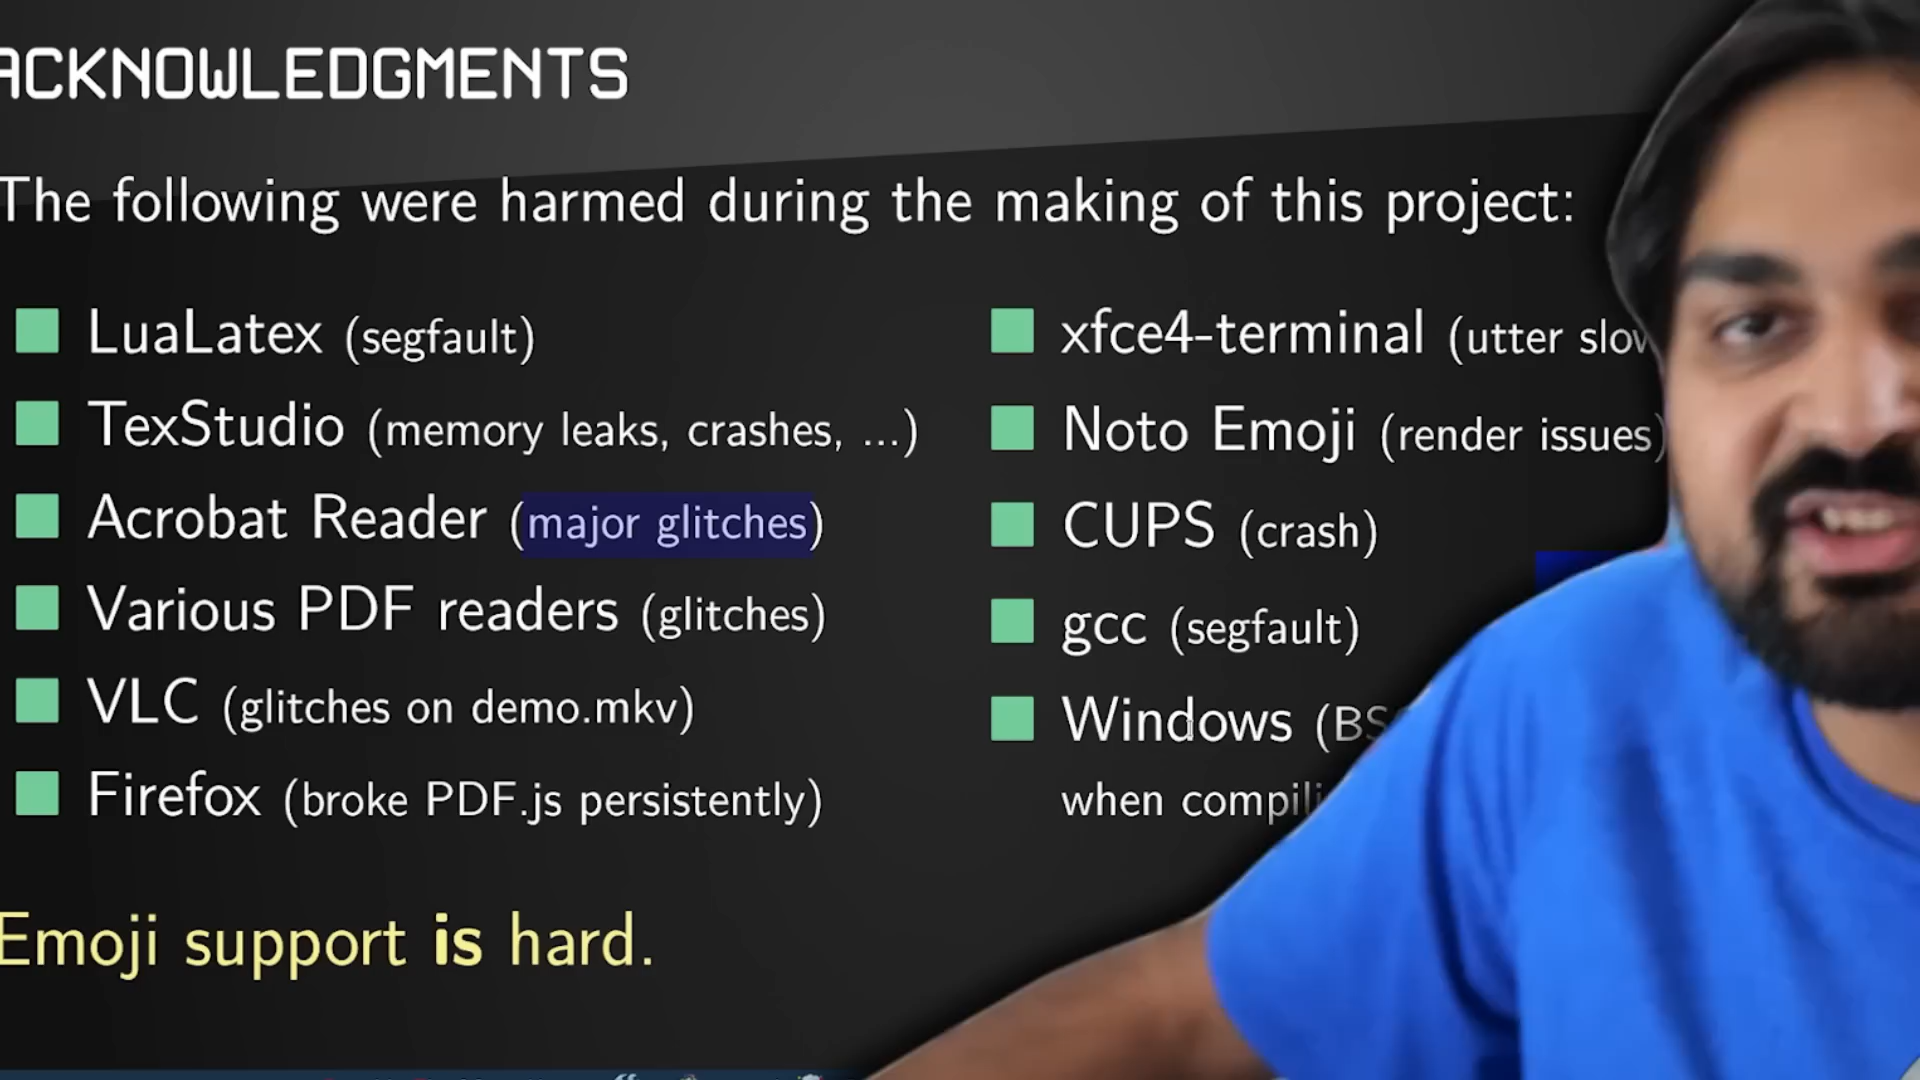 ACKNOWLEDGMENTS
The following were harmed during the making of this project:
LuaLatex (segfault)
TexStudio (memory leaks, crashes, ...)
Acrobat Reader (major glitches)
Various PDF readers (glitches)
VLC (glitches on demo.mkv)
Firefox (broke PDF.js persistently)
xfce4-terminal (utter
Noto Emoji (render issues)
CUPS (crash)
gcc (segfault)
Windows
when
Emoji support is hard.